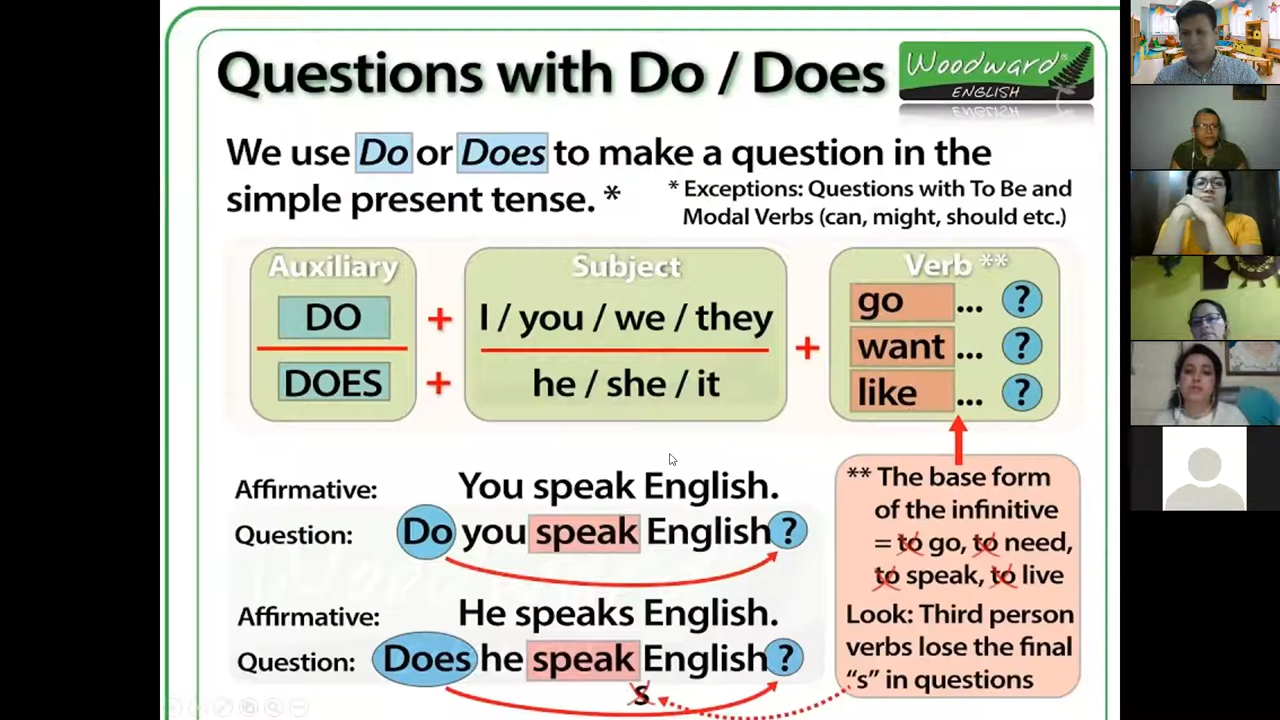 Questions with Do / Does
Woodward®
ENGLISH
We use Do or Does to make a question in the
simple present tense. *
* Exceptions: Questions with To Be and
Modal Verbs (can, might, should etc.)
Auxiliary
DO
DOES
+
+
Subject
I / you / we / they
he / she / it
+
Verb **
go ... ?
want ... ?
like ... ?
Affirmative: You speak English.
Question: Do you speak English ?
Affirmative: He speaks English.
Question: Does he speak English ?
s
** The base form
of the infinitive
= to go, to need,
to speak, to live
Look: Third person
verbs lose the final
“s” in questions